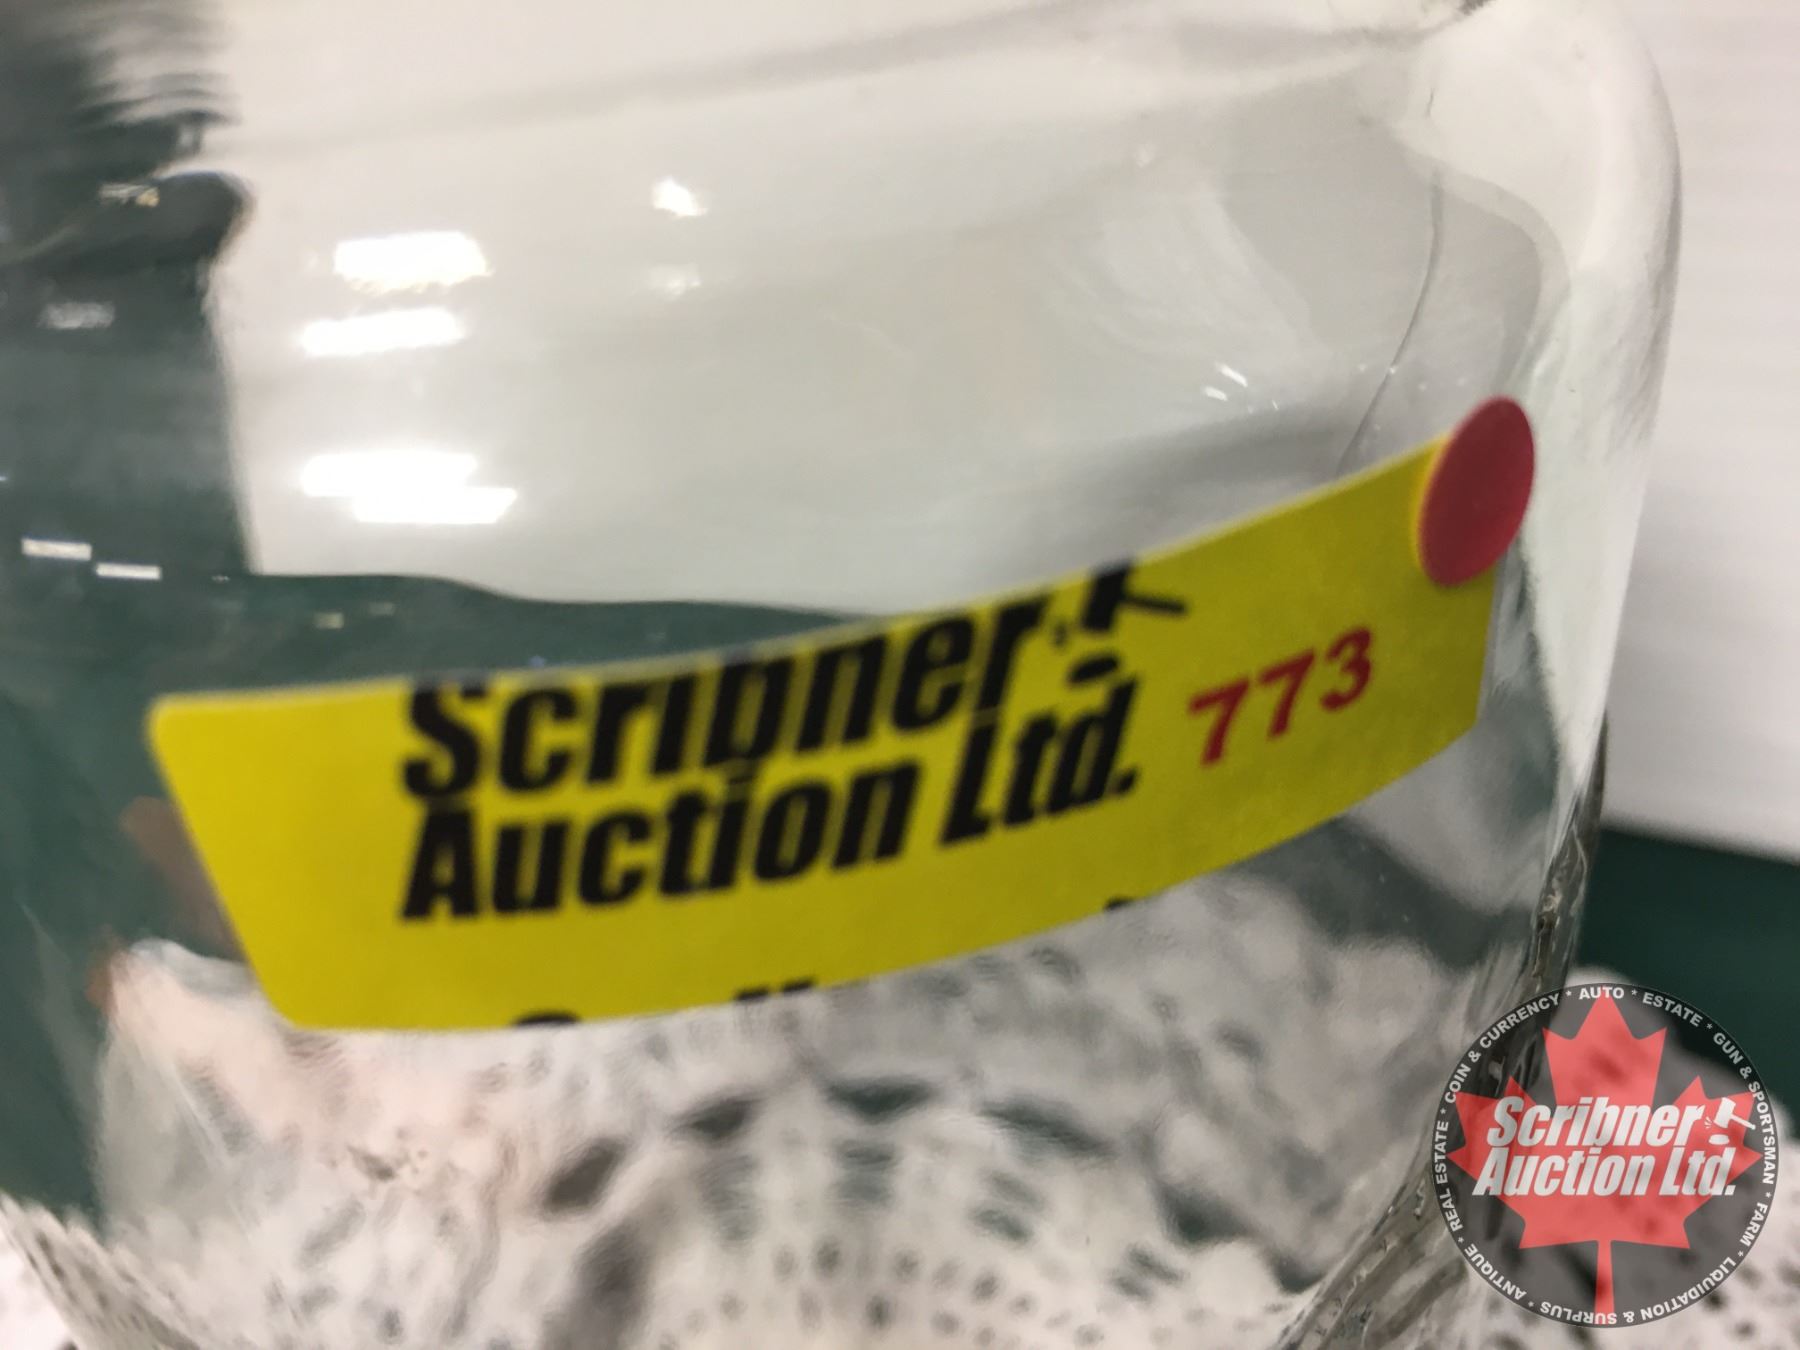 Scribner
Auction Ltd.
773
COIN & CURRENCY * AUTO * ESTATE * GUN & SPORTSMAN * FARM * LIQUIDATION & SURPLUS * ANTIQUE * REAL ESTATE *
Scribner
Auction Ltd.